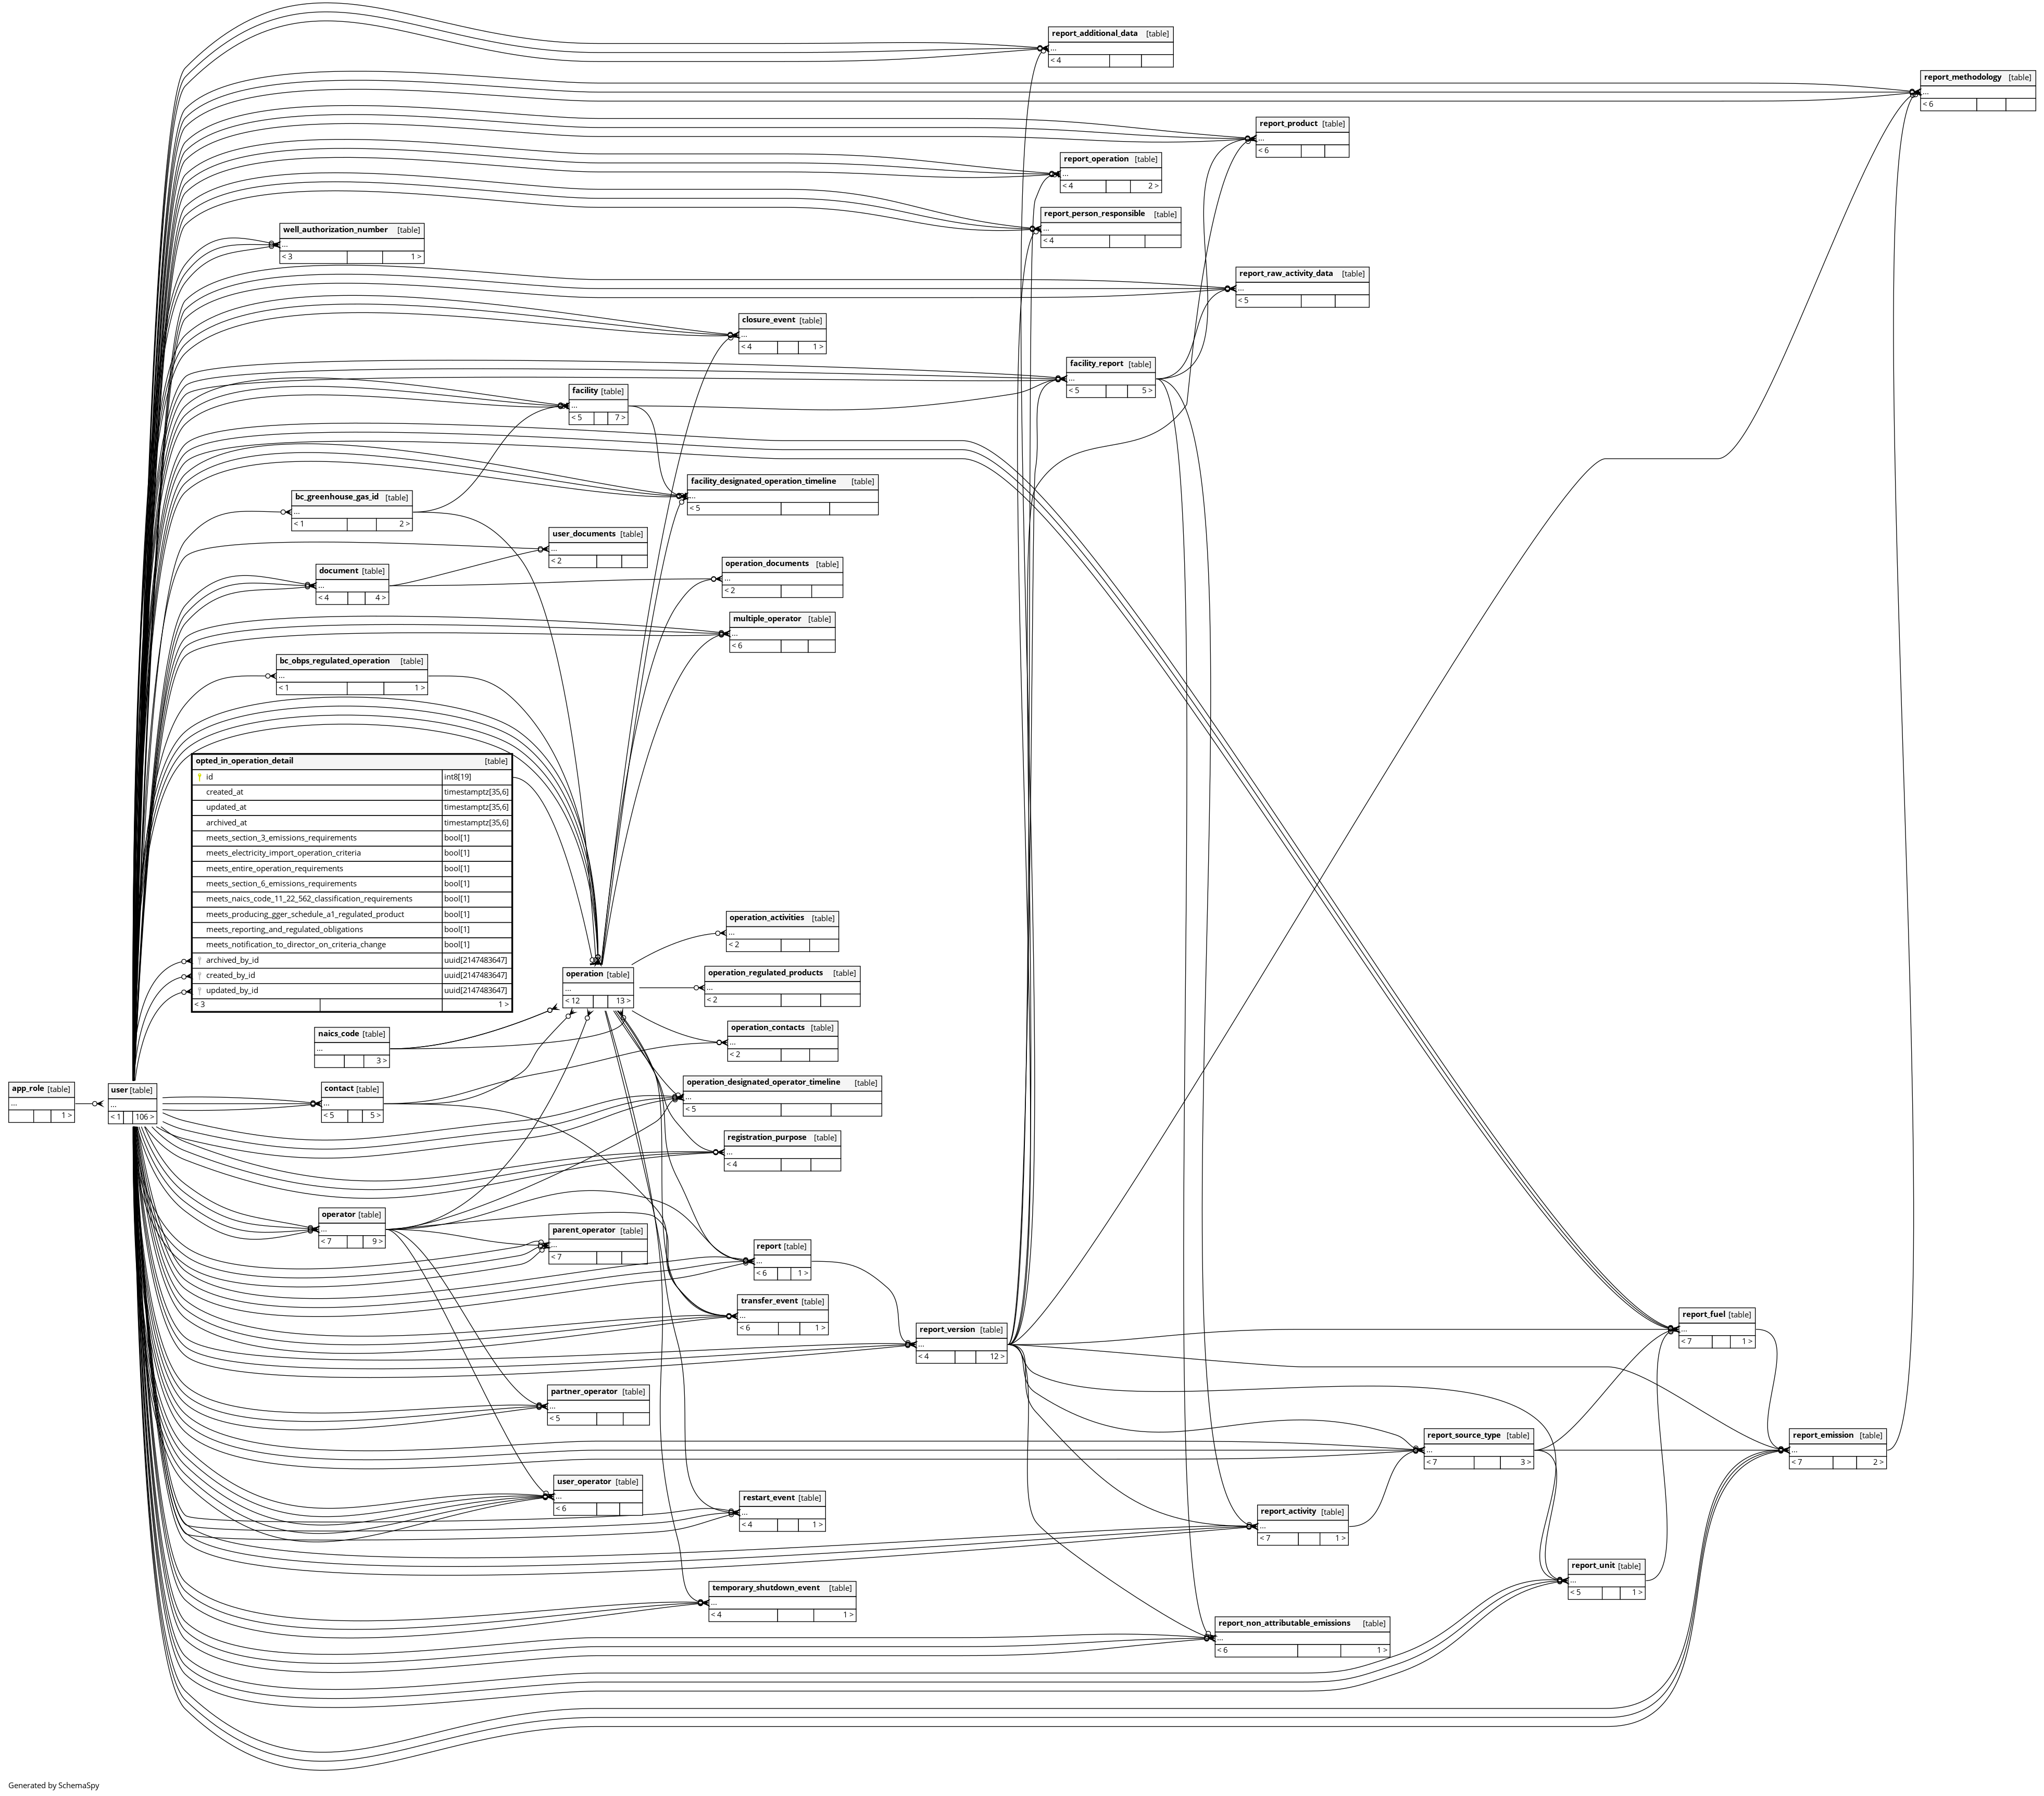 report_additional_data [table]
...
< 4
report_methodology [table]
...
< 6
report_product [table]
...
< 6
report_operation [table]
...
< 4 2 >
report_person_responsible [table]
...
< 4
well_authorization_number [table]
...
< 3 1 >
report_raw_activity_data [table]
...
< 5
closure_event [table]
...
< 4 1 >
facility_report [table]
...
< 5 5 >
facility [table]
...
< 5 7 >
facility_designated_operation_timeline [table]
...
< 5
bc_greenhouse_gas_id [table]
...
< 1 2 >
user_documents [table]
...
< 2
operation_documents [table]
...
< 2
document [table]
...
< 4 4 >
multiple_operator [table]
...
< 6
bc_obps_regulated_operation [table]
...
< 1 1 >
opted_in_operation_detail [table]
id int8[19]
created_at timestamptz[35,6]
updated_at timestamptz[35,6]
archived_at timestamptz[35,6]
meets_section_3_emissions_requirements bool[1]
meets_electricity_import_operation_criteria bool[1]
meets_entire_operation_requirements bool[1]
meets_section_6_emissions_requirements bool[1]
meets_naics_code_11_22_562_classification_requirements bool[1]
meets_producing_gger_schedule_a1_regulated_product bool[1]
meets_reporting_and_regulated_obligations bool[1]
meets_notification_to_director_on_criteria_change bool[1]
archived_by_id uuid[2147483647]
created_by_id uuid[2147483647]
updated_by_id uuid[2147483647]
< 3 1 >
operation_activities [table]
...
< 2
operation [table]
...
< 12 13 >
operation_regulated_products [table]
...
< 2
operation_contacts [table]
...
< 2
naics_code [table]
...
3 >
app_role [table]
...
1 >
user [table]
...
< 1 106 >
contact [table]
...
< 5 5 >
operation_designated_operator_timeline [table]
...
< 5
registration_purpose [table]
...
< 4
operator [table]
...
< 7 9 >
parent_operator [table]
...
< 7
report [table]
...
< 6 1 >
transfer_event [table]
...
< 6 1 >
report_version [table]
...
< 4 12 >
report_fuel [table]
...
< 7 1 >
partner_operator [table]
...
< 5
report_source_type [table]
...
< 7 3 >
report_emission [table]
...
< 7 2 >
user_operator [table]
...
< 6
restart_event [table]
...
< 4 1 >
report_activity [table]
...
< 7 1 >
report_unit [table]
...
< 5 1 >
temporary_shutdown_event [table]
...
< 4 1 >
report_non_attributable_emissions [table]
...
< 6 1 >
Generated by SchemaSpy